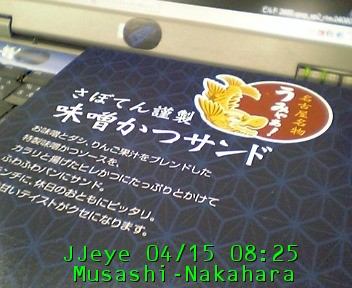 名古屋名物
うみゃあ!
さぼてん謹製
味噌かつサンド
お味噌とダシ、りんご果汁をブレンドした
特製味噌かつソースを、
カラリと揚げたヒレかつにたっぷりとかけて
ふわふわパンにサンド。
ンチに、休日のおともにピッタリ。
甘いテイストがクセになります。
JJeye 04/15 08:25
Musashi-Nakahara